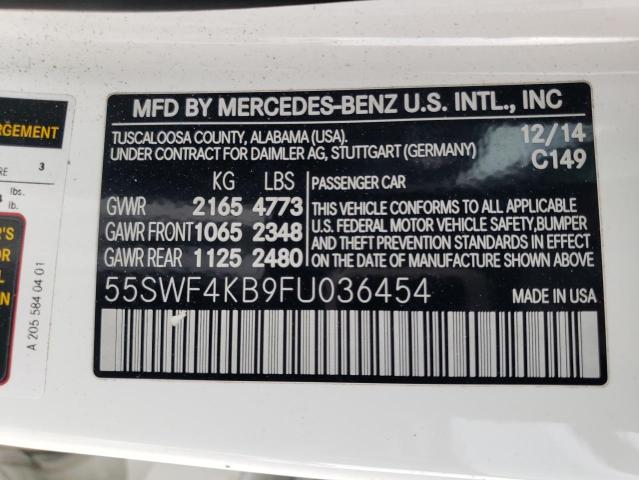 MFD BY MERCEDES-BENZ U.S. INTL., INC
TUSCALOOSA COUNTY, ALABAMA (USA). 12/14
UNDER CONTRACT FOR DAIMLER AG, STUTTGART (GERMANY) C149
KG LBS PASSENGER CAR
GVWR 2165 4773
GAWR FRONT 1065 2348
GAWR REAR 1125 2480
THIS VEHICLE CONFORMS TO ALL APPLICABLE
U.S. FEDERAL MOTOR VEHICLE SAFETY, BUMPER
AND THEFT PREVENTION STANDARDS IN EFFECT
ON THE DATE OF MANUFACTURE SHOWN ABOVE
55SWF4KB9FU036454 MADE IN USA
3
lbs.
lb.
A 205 584 04 01